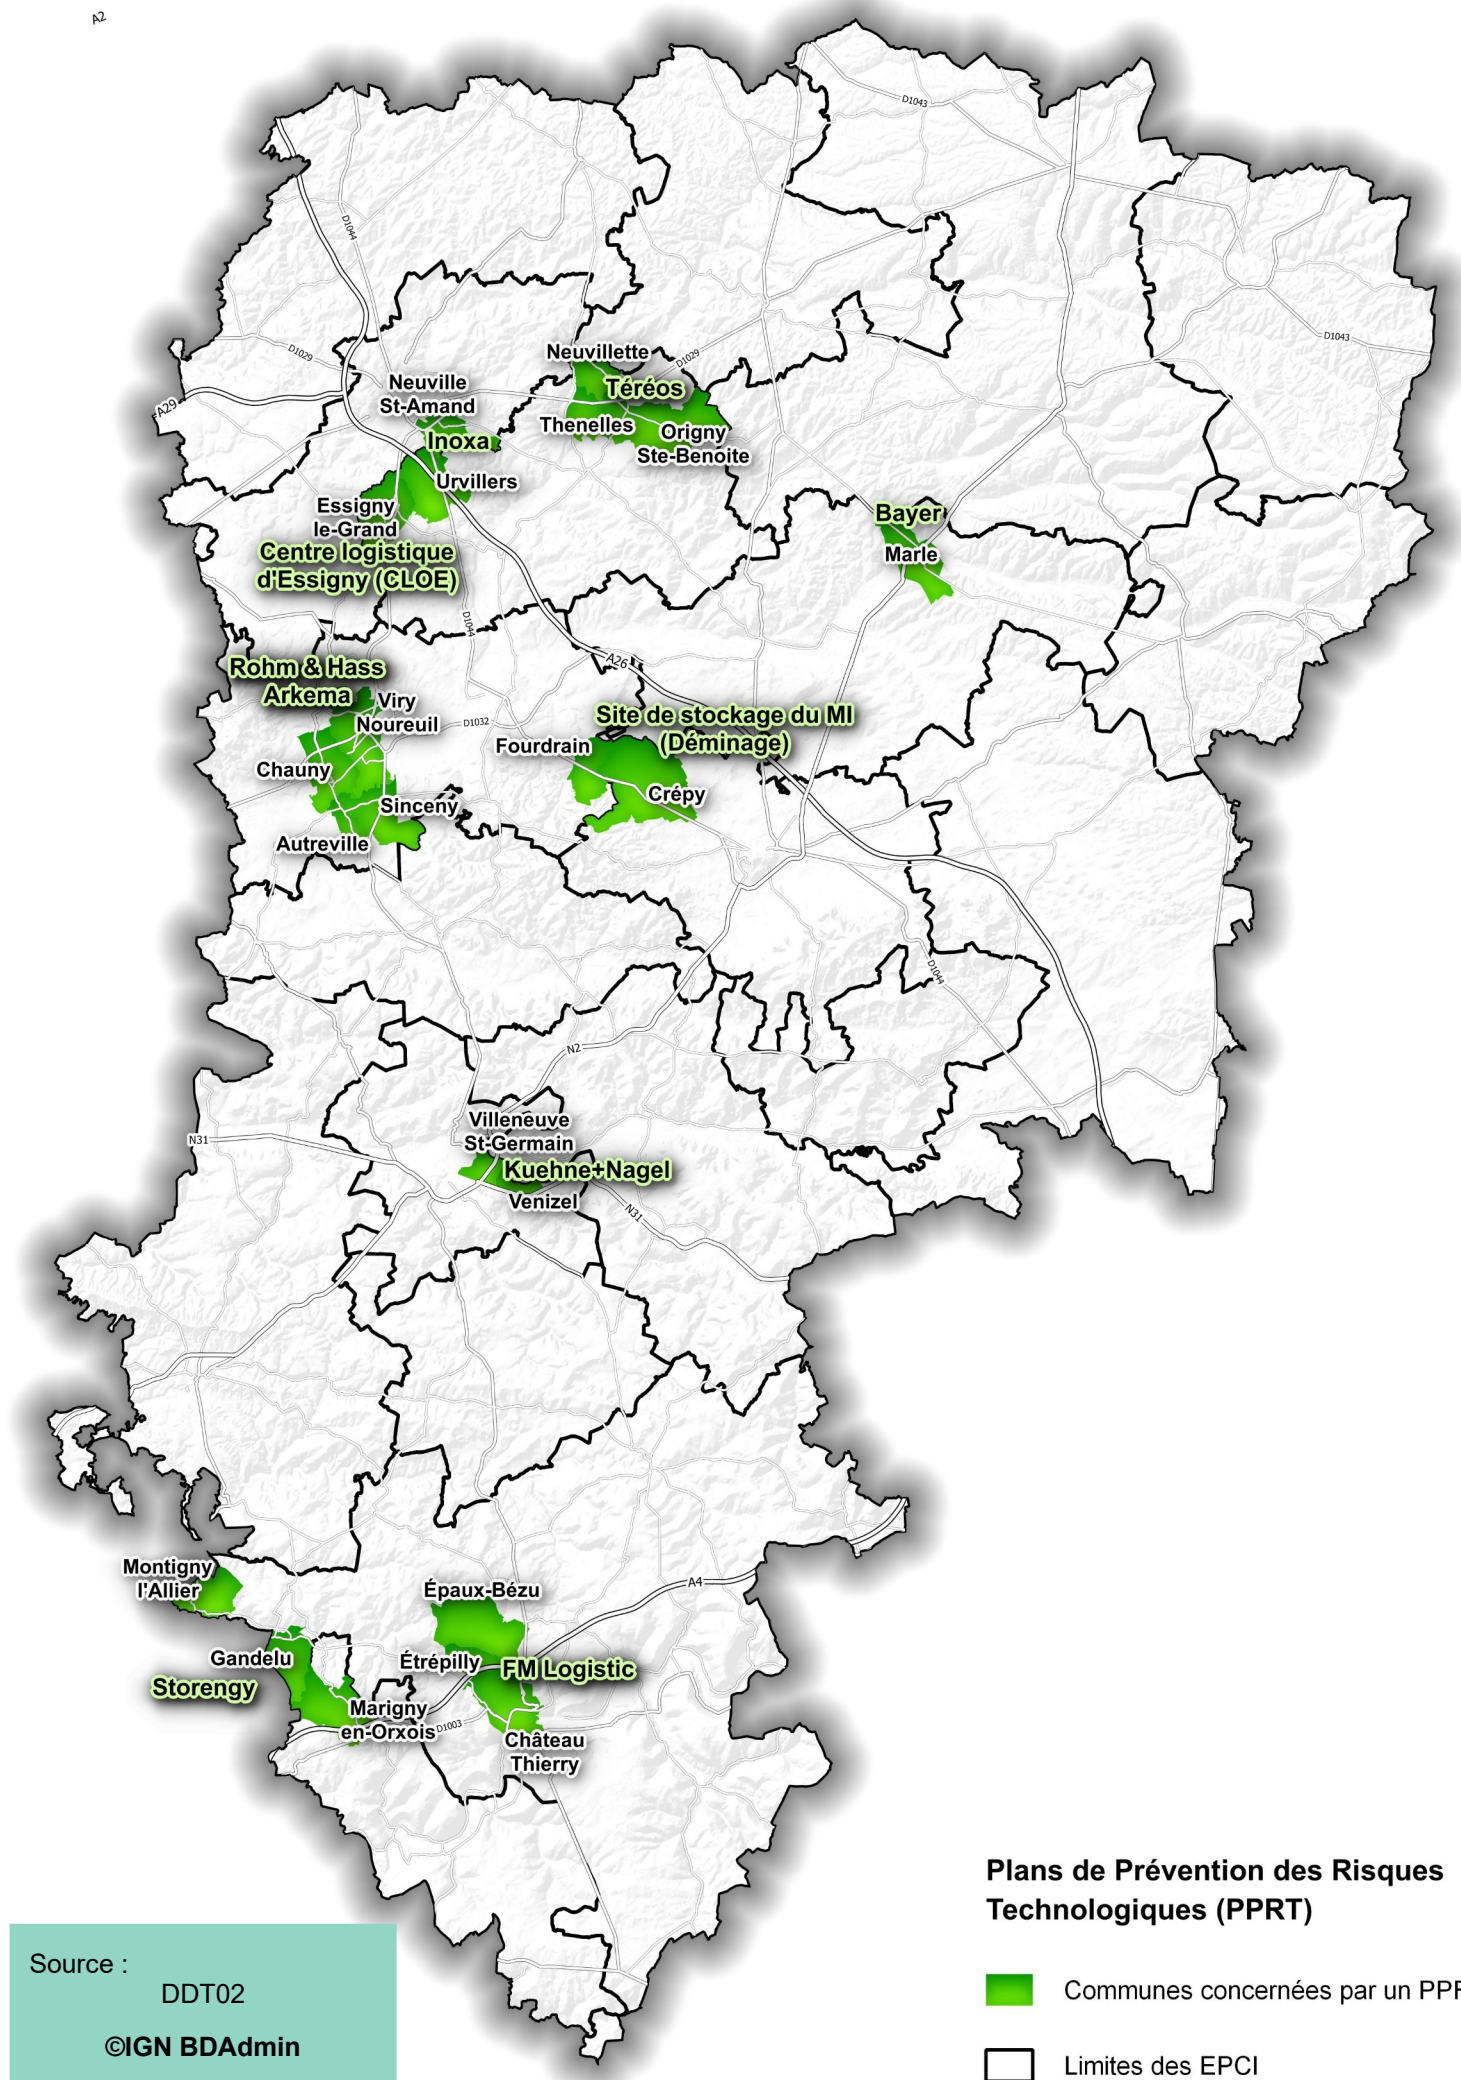 A2
D1043
D1044
D1043
D1029
Neuvillette
D1029
Téréos
Neuville
St-Amand
A29
Thenelles
Origny
Ste-Benoite
Inoxa
Urvillers
Essigny
le-Grand
Centre logistique
d'Essigny (CLOE)
Bayer
Marle
D1044
A26
Rohm & Hass
Arkema
Viry
Noureuil
D1032
Site de stockage du MI
(Déminage)
Fourdrain
Chauny
Crépy
Sinceny
Autreville
D1044
N2
Villeneuve
St-Germain
N31
Kuehne+Nagel
Venizel
N31
Montigny
l'Allier
Épaux-Bézu
A4
Gandelu
Étrépilly
FM Logistic
Storengy
Marigny
en-Orxois
D1003
Château
Thierry
Plans de Prévention des Risques
Technologiques (PPRT)
Communes concernées par un PPR
Limites des EPCI
Source :
DDT02
©IGN BDAdmin